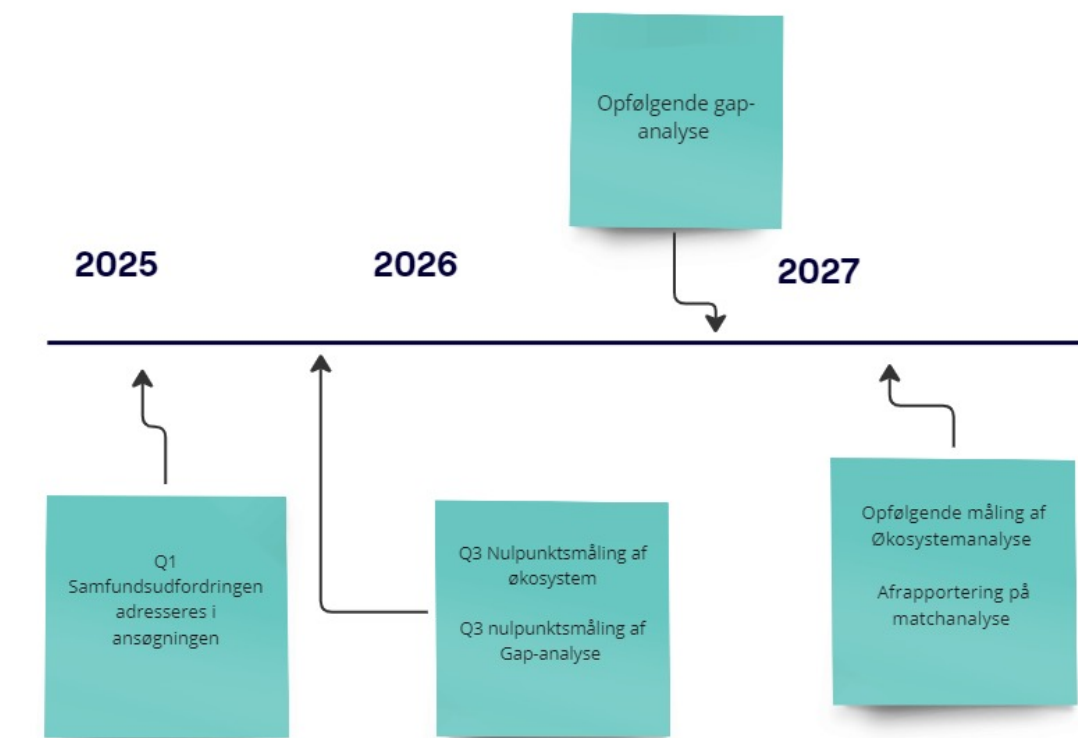 Opfølgende gap-
analyse
2025
2026
2027
Q1
Samfundsudfordringen
adresseres i
ansøgningen
Q3 Nulpunktsmåling af
økosystem
Q3 nulpunktsmåling af
Gap-analyse
Opfølgende måling af
Økosystemanalyse
Afrapportering på
matchanalyse